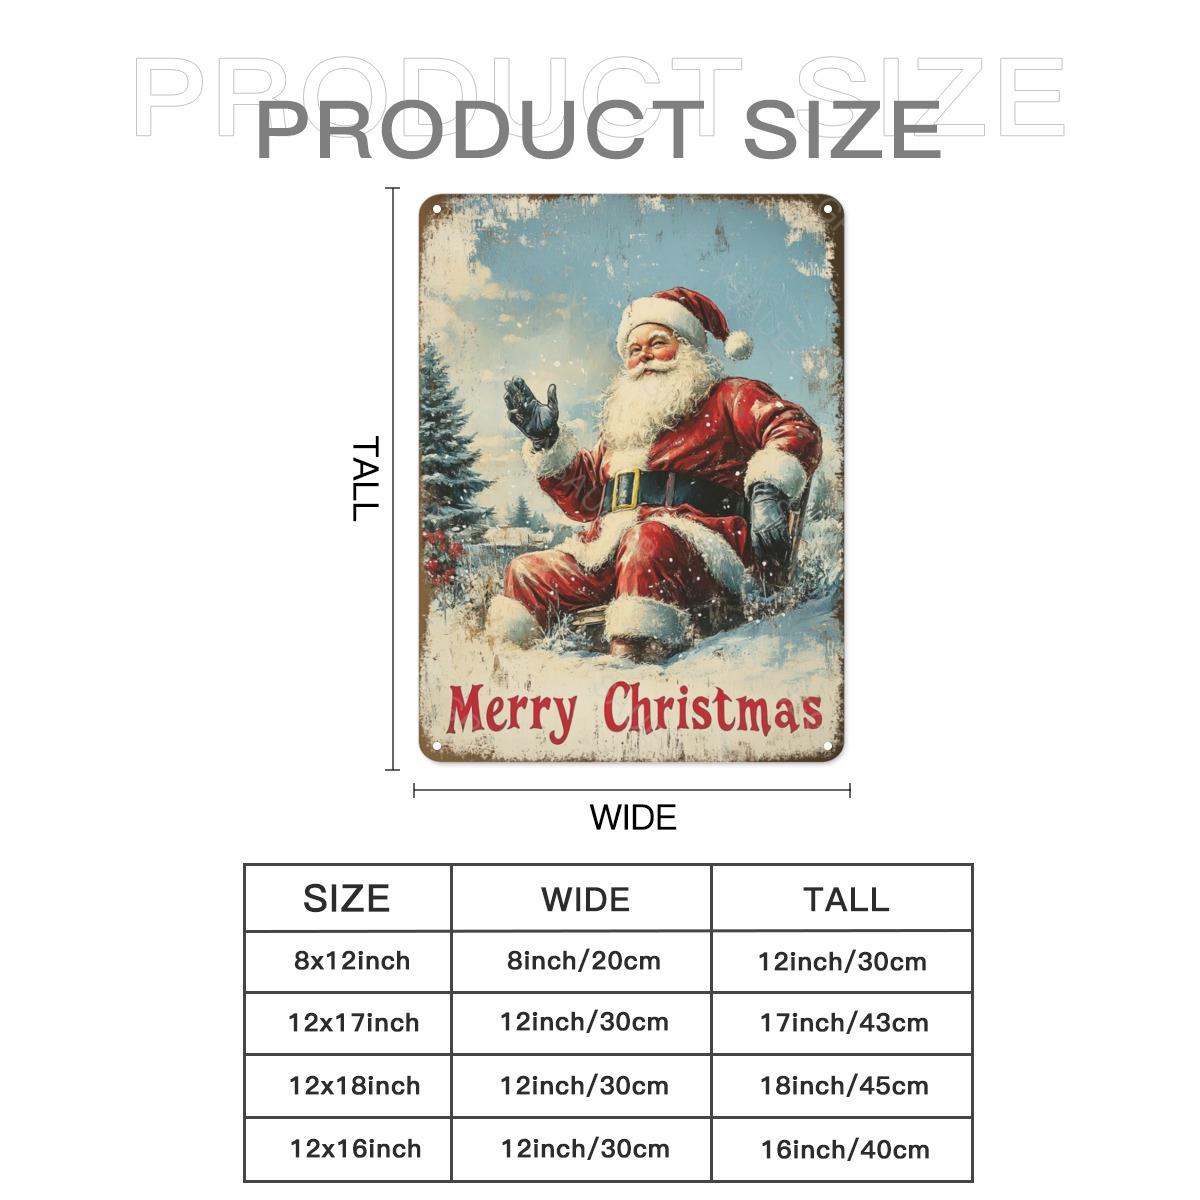 PRODUCT SIZE
PRODUCT SIZE
TALL
Merry Christmas
WIDE
SIZE WIDE TALL
8x12inch 8inch/20cm 12inch/30cm
12x17inch 12inch/30cm 17inch/43cm
12x18inch 12inch/30cm 18inch/45cm
12x16inch 12inch/30cm 16inch/40cm